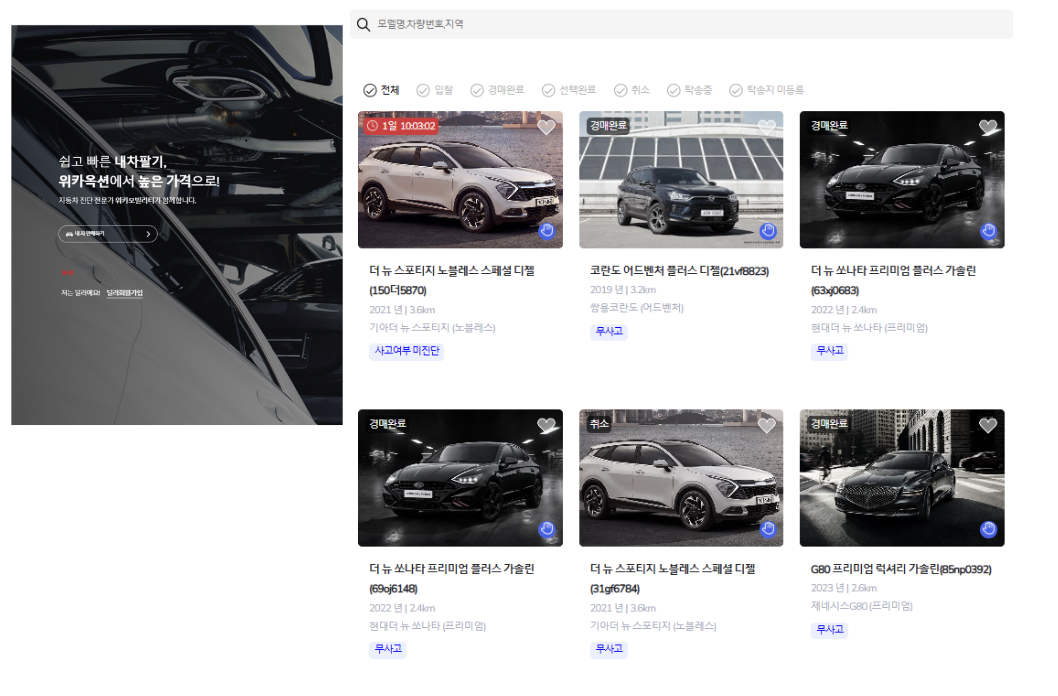 모델명,차량번호,지역
쉽고 빠른 내차팔기,
위카옥션에서 높은 가격으로!
자동차 진단 전문가 위카모빌리티가 함께합니다.
내차 판매하기
저는 딜러예요! 딜러회원가입
전체 입찰 경매완료 선택완료 취소 탁송중 탁송지 미등록
1일 10:03:02
더 뉴 스포티지 노블레스 스페셜 디젤
(150더5870)
2021 년 | 3.6km
기아더 뉴 스포티지 (노블레스)
사고여부 미진단
경매완료
코란도 어드벤처 플러스 디젤(21vf8823)
2019 년 | 3.2km
쌍용코란도 (어드벤처)
무사고
경매완료
더 뉴 쏘나타 프리미엄 플러스 가솔린
(63xj0683)
2022 년 | 2.4km
현대더 뉴 쏘나타 (프리미엄)
무사고
경매완료
더 뉴 쏘나타 프리미엄 플러스 가솔린
(69oj6148)
2022 년 | 2.4km
현대더 뉴 쏘나타 (프리미엄)
무사고
취소
더 뉴 스포티지 노블레스 스페셜 디젤
(31gf6784)
2021 년 | 3.6km
기아더 뉴 스포티지 (노블레스)
무사고
경매완료
G80 프리미엄 럭셔리 가솔린(85np0392)
2023 년 | 2.6km
제네시스G80 (프리미엄)
무사고